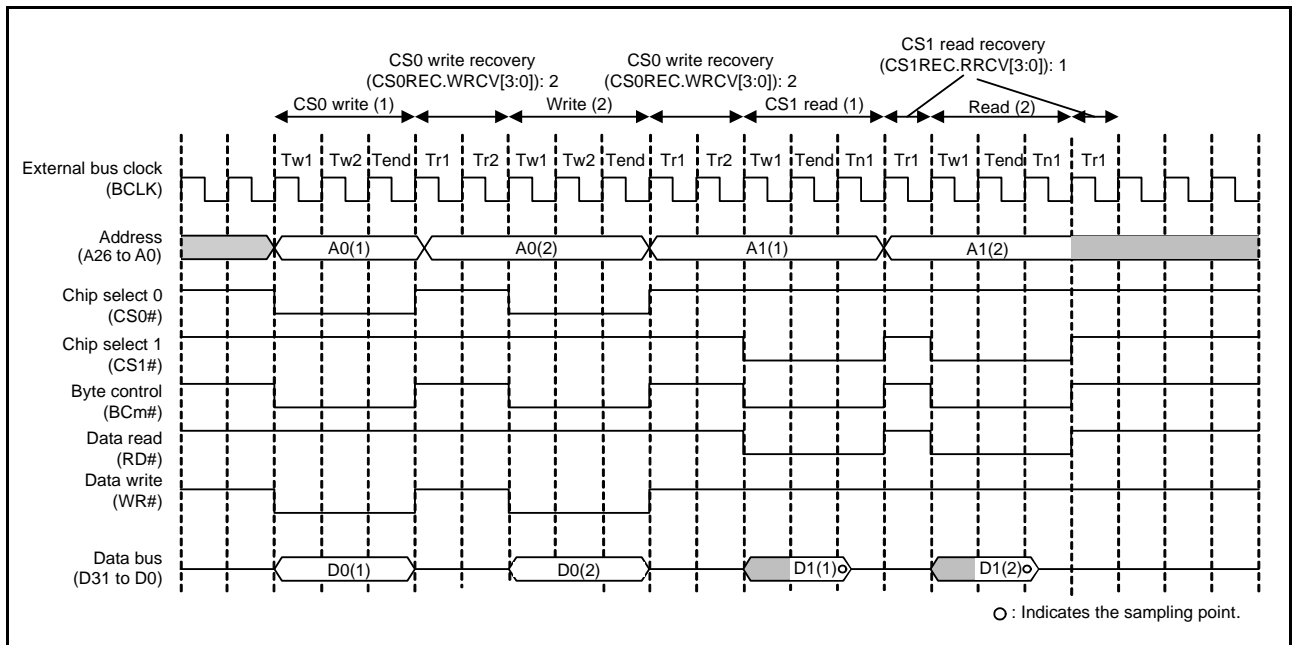 CS1 read recovery
(CS1REC.RRCV[3:0]): 1
CS0 write recovery
(CS0REC.WRCV[3:0]): 2
CS0 write recovery
(CS0REC.WRCV[3:0]): 2
CS0 write (1)
Write (2)
CS1 read (1)
Read (2)
Tw1 Tw2 Tend Tr1 Tr2 Tw1 Tw2 Tend Tr1 Tr2 Tw1 Tend Tn1 Tr1 Tw1 Tend Tn1 Tr1
External bus clock
(BCLK)
Address
(A26 to A0)
A0(1) A0(2) A1(1) A1(2)
Chip select 0
(CS0#)
Chip select 1
(CS1#)
Byte control
(BCm#)
Data read
(RD#)
Data write
(WR#)
Data bus
(D31 to D0)
D0(1) D0(2) D1(1) D1(2)
: Indicates the sampling point.